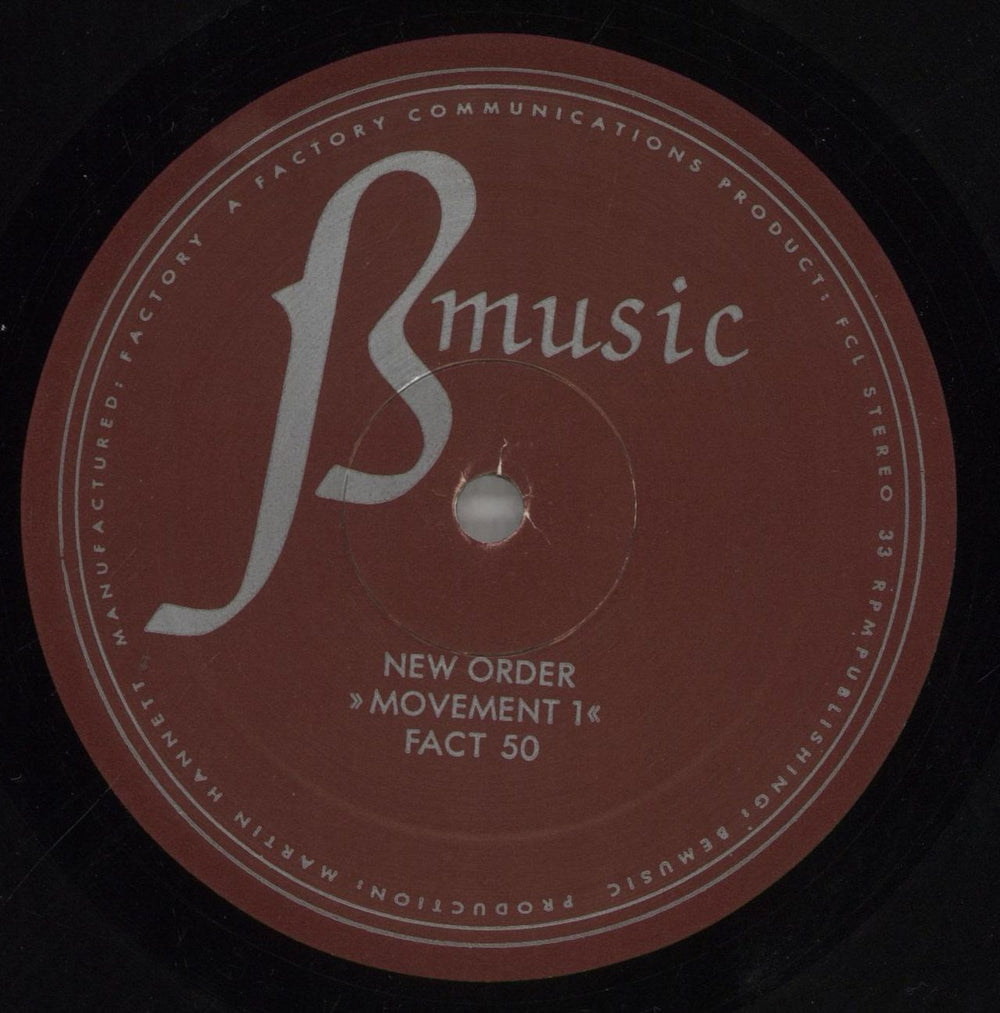 ßmusic
NEW ORDER
»MOVEMENT 1«
FACT 50
MANUFACTURED: FACTORY A FACTORY COMMUNICATIONS PRODUCT: FCL STEREO 33 RPM PUBLISHING: BEMUSIC PRODUCTION: MARTIN HANNETT